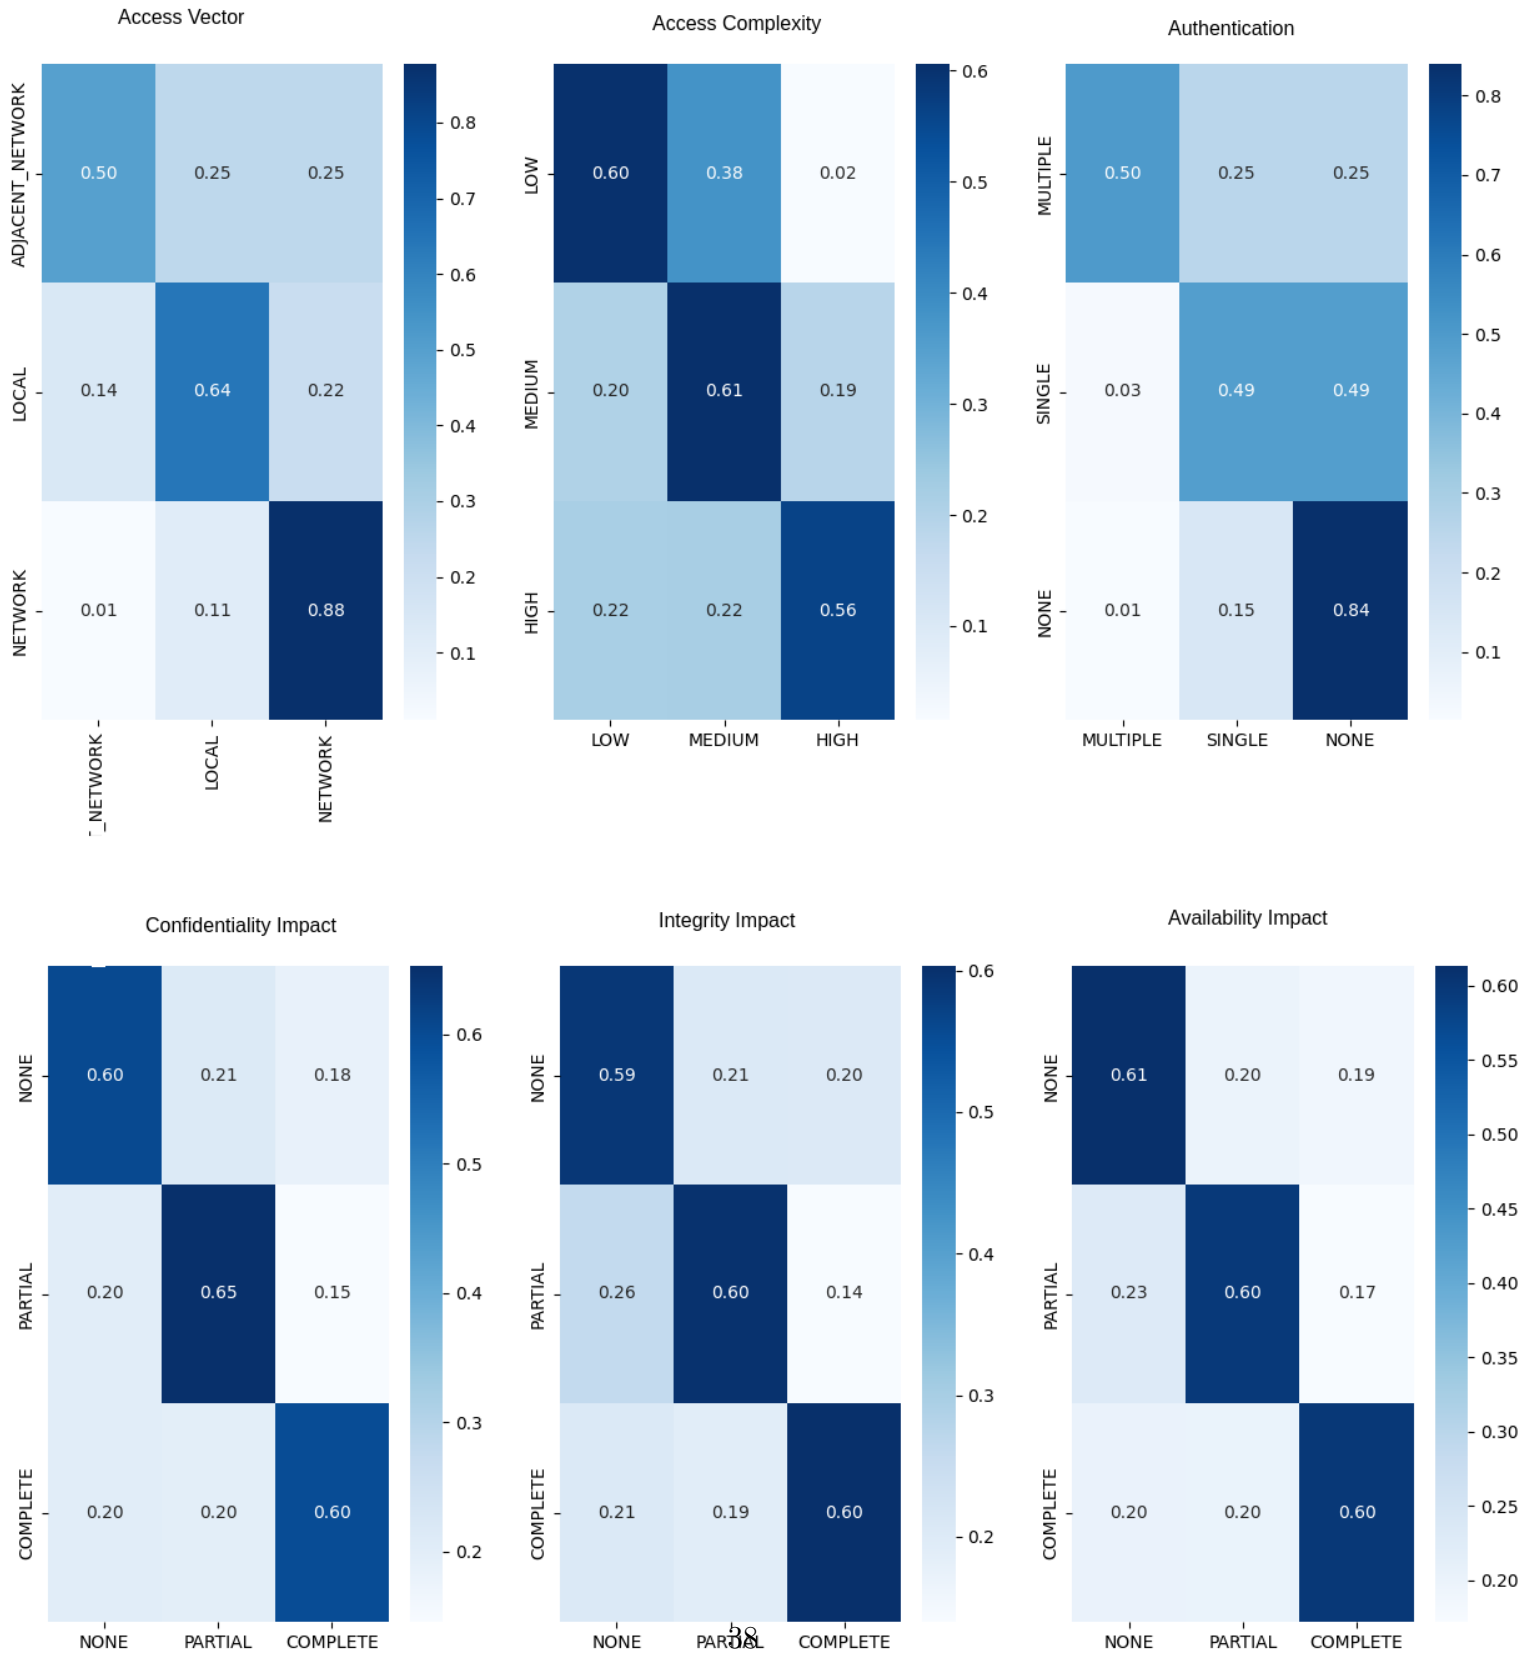 Access Vector
ADJACENT_NETWORK
LOCAL
NETWORK
0.50 0.25 0.25
0.14 0.64 0.22
0.01 0.11 0.88
T_NETWORK
LOCAL
NETWORK
0.8
0.7
0.6
0.5
0.4
0.3
0.2
0.1
Access Complexity
LOW
MEDIUM
HIGH
0.60 0.38 0.02
0.20 0.61 0.19
0.22 0.22 0.56
LOW MEDIUM HIGH
0.6
0.5
0.4
0.3
0.2
0.1
Authentication
MULTIPLE
SINGLE
NONE
0.50 0.25 0.25
0.03 0.49 0.49
0.01 0.15 0.84
MULTIPLE SINGLE NONE
0.8
0.7
0.6
0.5
0.4
0.3
0.2
0.1
Confidentiality Impact
NONE
PARTIAL
COMPLETE
0.60 0.21 0.18
0.20 0.65 0.15
0.20 0.20 0.60
NONE PARTIAL COMPLETE
0.6
0.5
0.4
0.3
0.2
Integrity Impact
NONE
PARTIAL
COMPLETE
0.59 0.21 0.20
0.26 0.60 0.14
0.21 0.19 0.60
NONE PARTIAL COMPLETE
0.6
0.5
0.4
0.3
0.2
Availability Impact
NONE
PARTIAL
COMPLETE
0.61 0.20 0.19
0.23 0.60 0.17
0.20 0.20 0.60
NONE PARTIAL COMPLETE
0.60
0.55
0.50
0.45
0.40
0.35
0.30
0.25
0.20
38